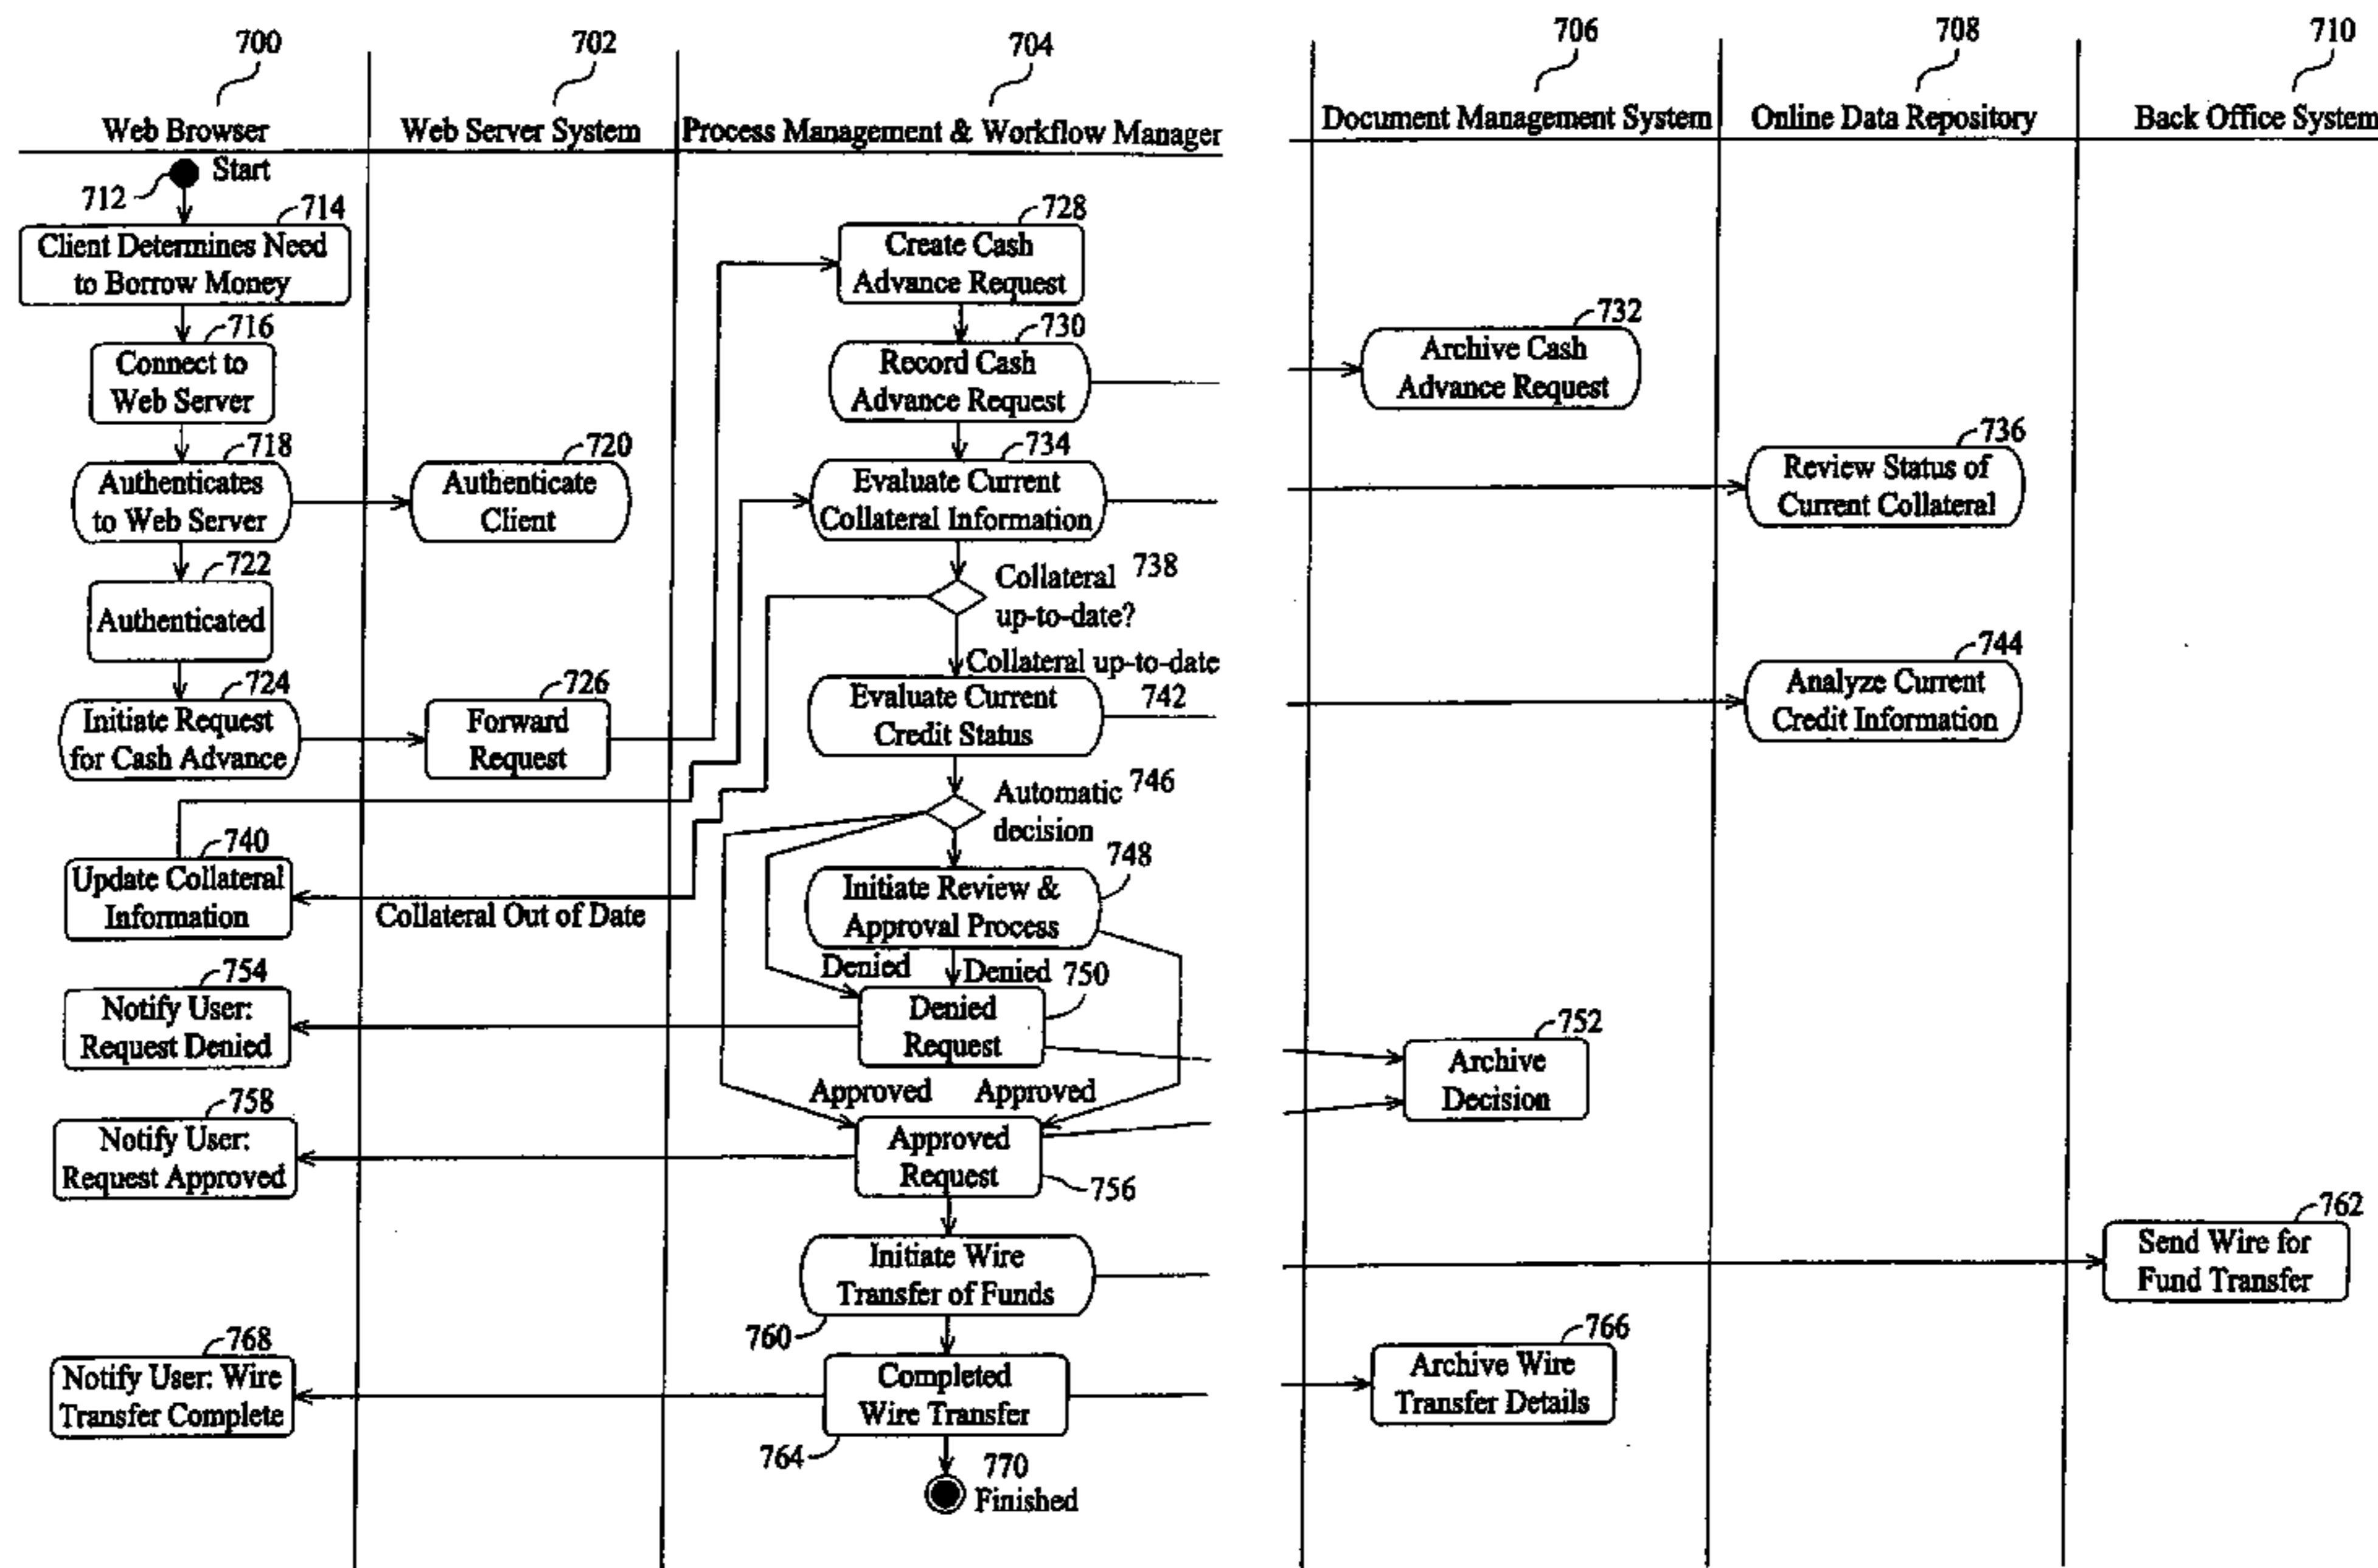 700
702
704
706
708
710
Web Browser
Web Server System
Process Management & Workflow Manager
Document Management System
Online Data Repository
Back Office System
Start
712
714
Client Determines Need
to Borrow Money
716
Connect to
Web Server
718
Authenticates
to Web Server
720
Authenticate
Client
722
Authenticated
724
Initiate Request
for Cash Advance
726
Forward
Request
728
Create Cash
Advance Request
730
Record Cash
Advance Request
732
Archive Cash
Advance Request
734
Evaluate Current
Collateral Information
736
Review Status of
Current Collateral
Collateral 738
up-to-date?
Collateral up-to-date
740
Update Collateral
Information
Collateral Out of Date
742
Evaluate Current
Credit Status
744
Analyze Current
Credit Information
Automatic 746
decision
748
Initiate Review &
Approval Process
Denied
Denied 750
Denied
Request
752
Archive
Decision
754
Notify User:
Request Denied
Approved
Approved
Approved
Request
756
758
Notify User:
Request Approved
Initiate Wire
Transfer of Funds
760
762
Send Wire for
Fund Transfer
Completed
Wire Transfer
764
766
Archive Wire
Transfer Details
768
Notify User: Wire
Transfer Complete
770
Finished